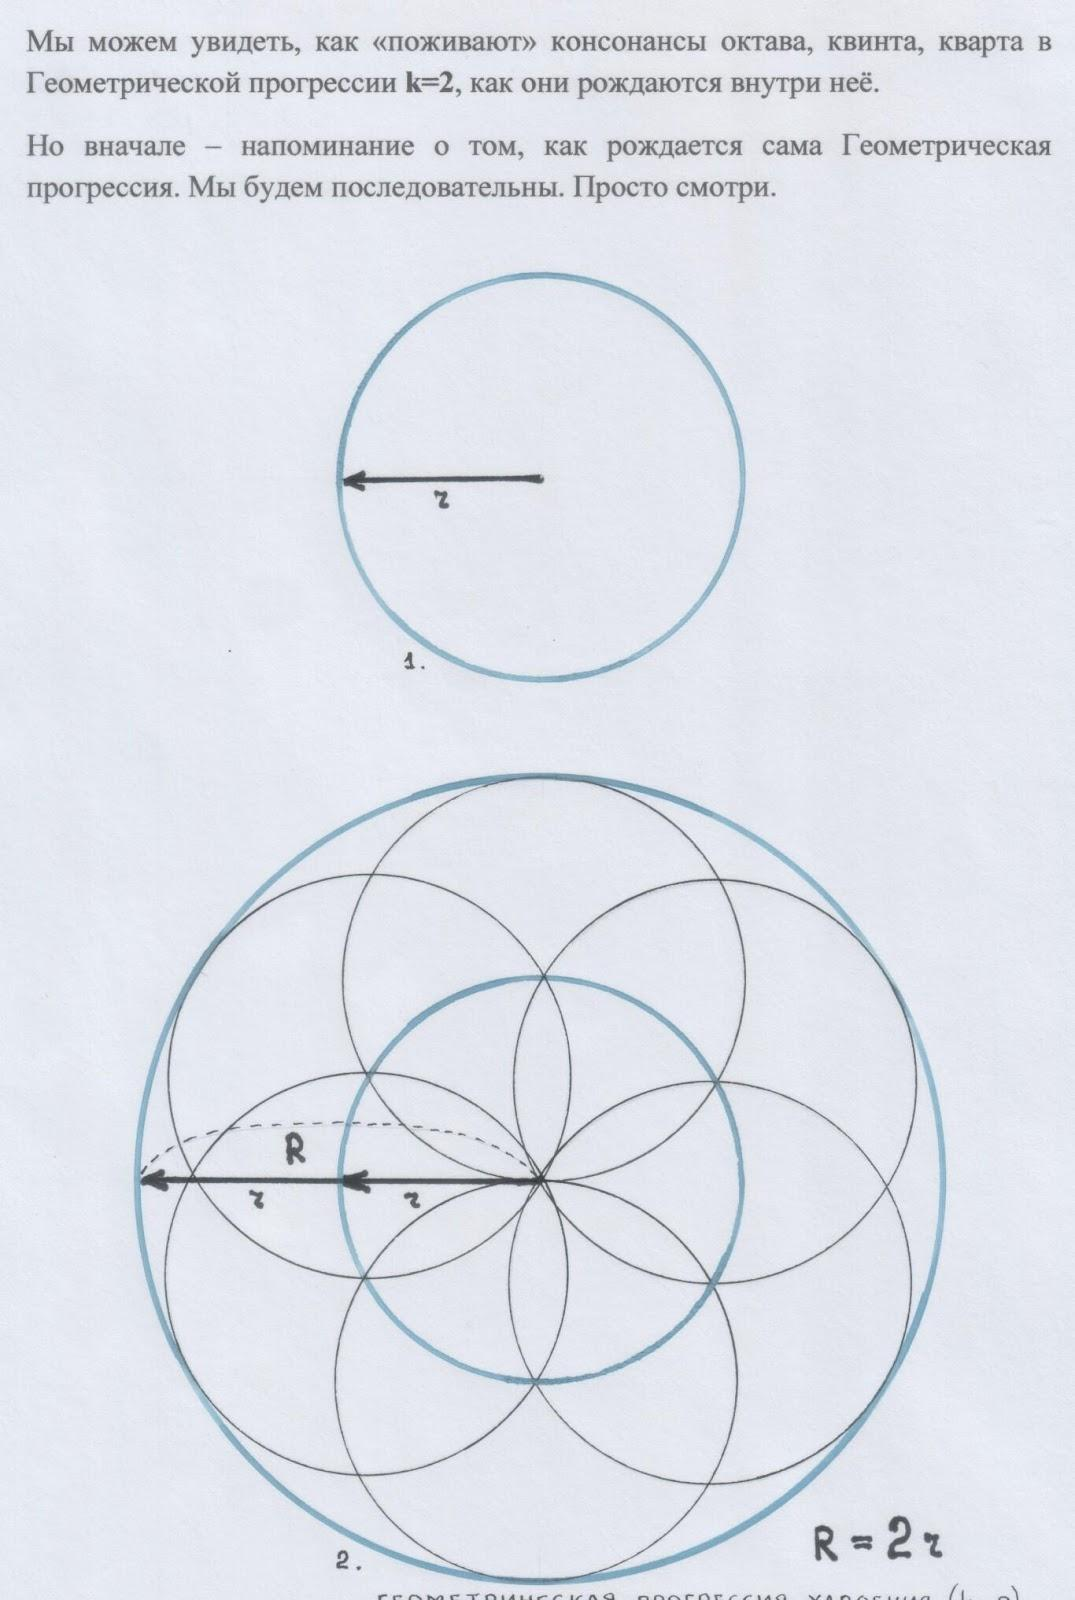 Мы можем увидеть, как «поживают» консонансы октава, квинта, кварта в
Геометрической прогрессии k=2, как они рождаются внутри неё.
Но вначале – напоминание о том, как рождается сама Геометрическая
прогрессия. Мы будем последовательны. Просто смотри.
r
1.
R
r r
R = 2r
2.